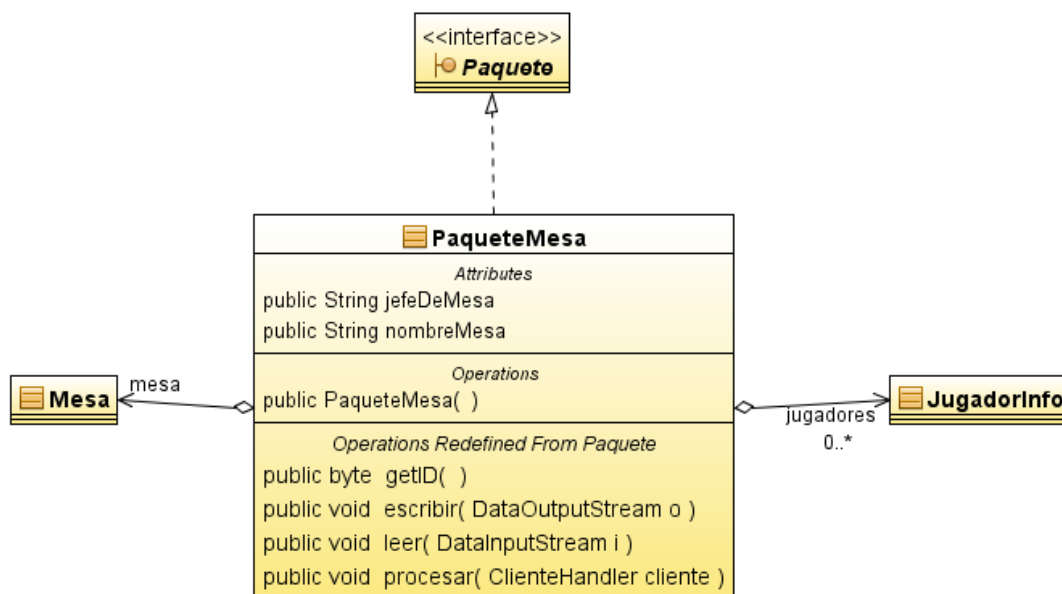 <<interface>>
Paquete
PaqueteMesa
Attributes
public String jefeDeMesa
public String nombreMesa
Operations
public PaqueteMesa( )
Operations Redefined From Paquete
public byte getID( )
public void escribir( DataOutputStream o )
public void leer( DataInputStream i )
public void procesar( ClienteHandler cliente )
mesa
Mesa
jugadores
0..*
JugadorInfo